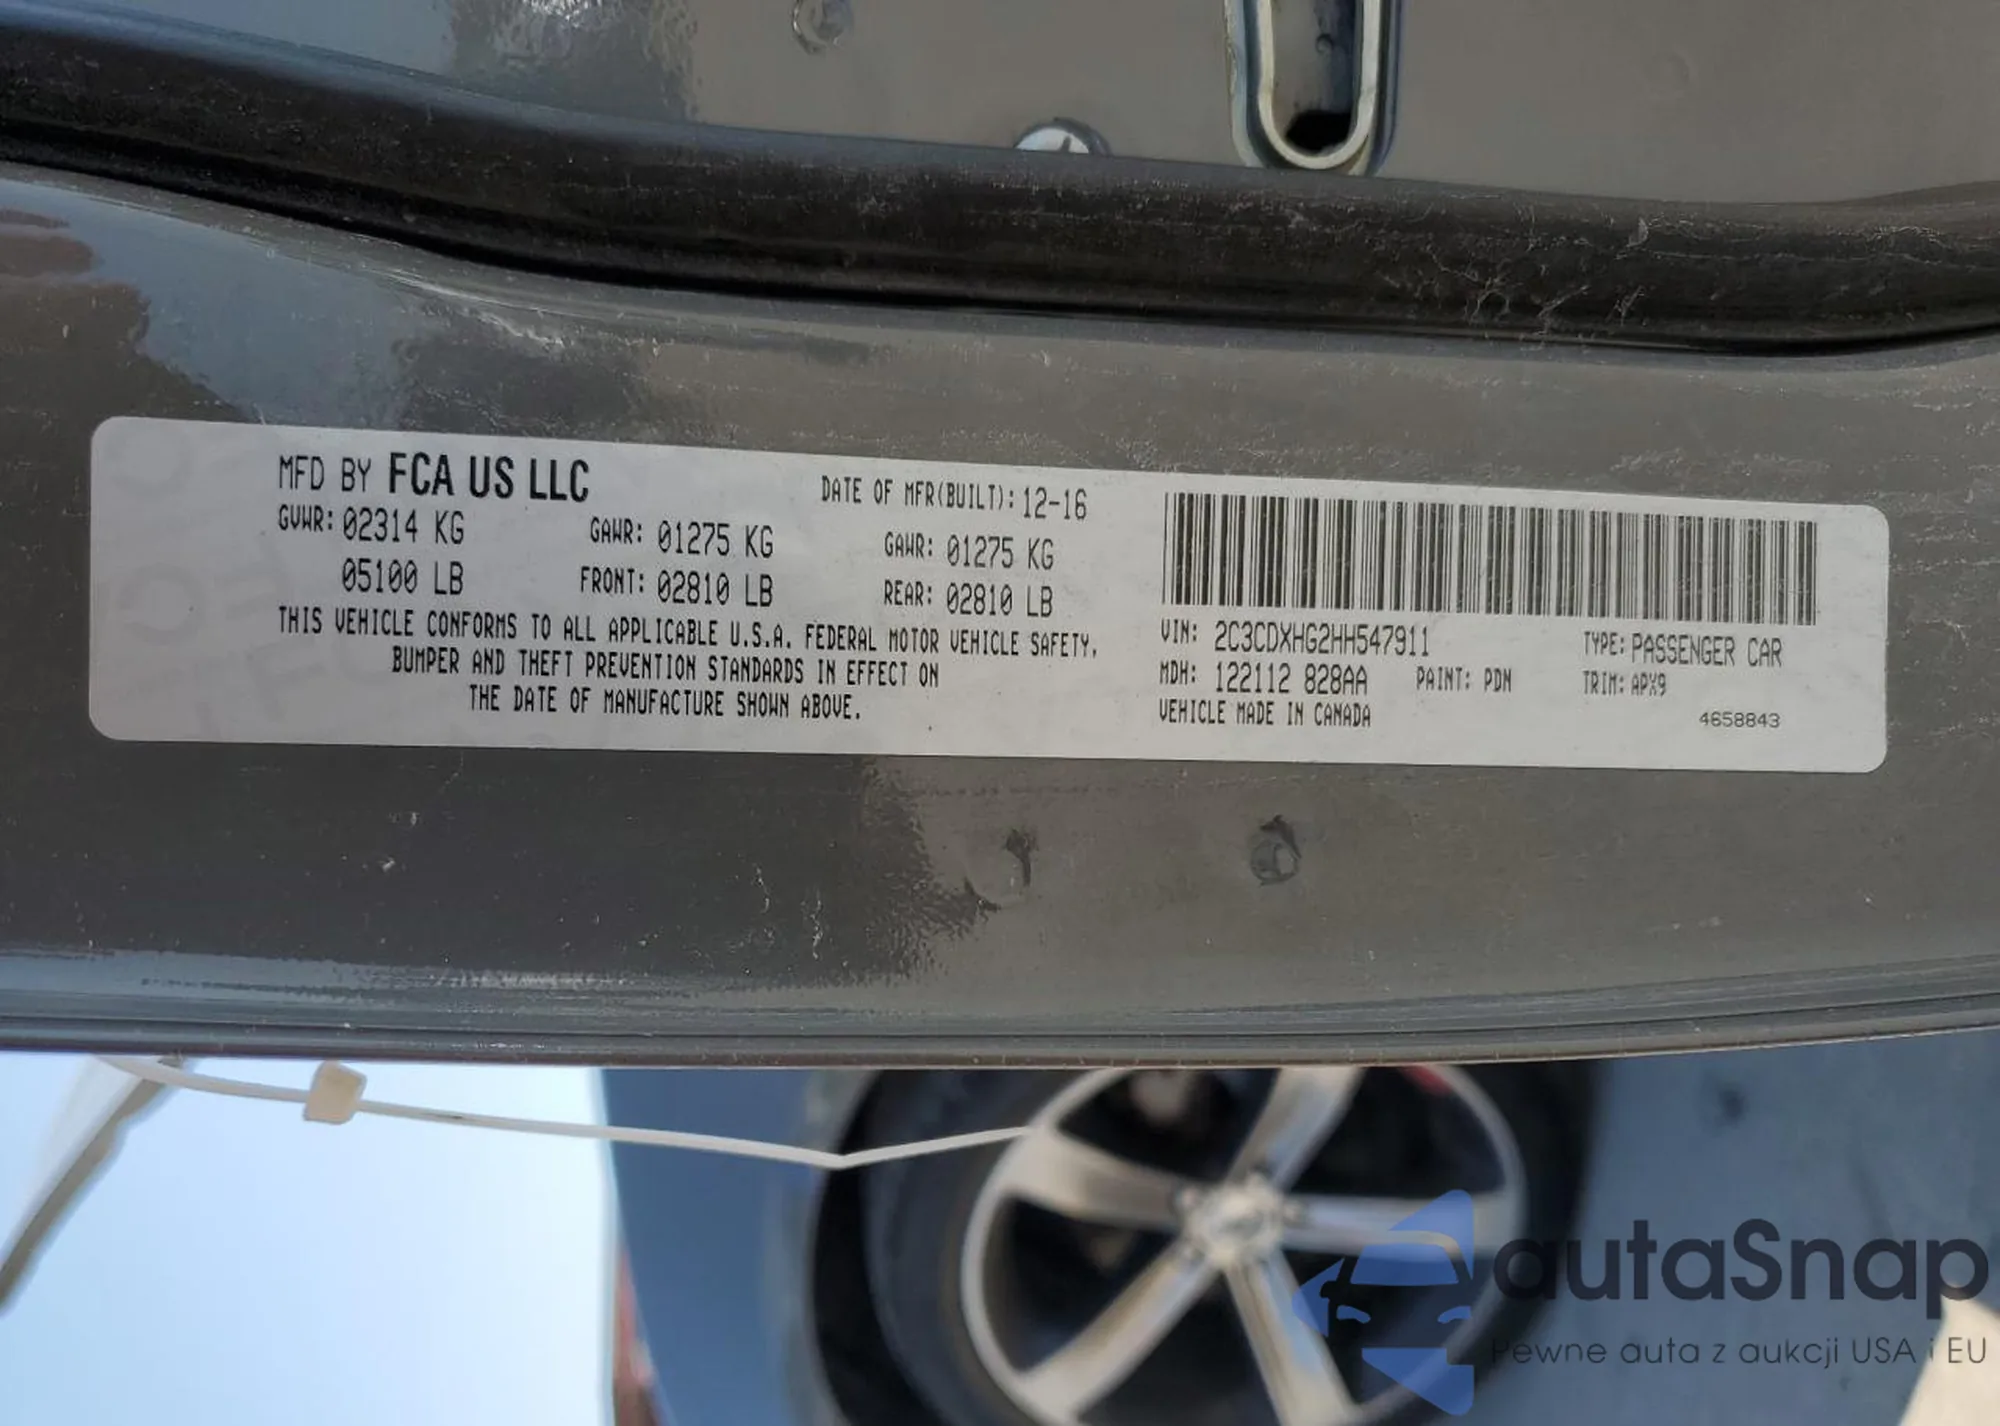 MFD BY FCA US LLC
DATE OF MFR(BUILT): 12-16
GVWR: 02314 KG
GAWR: 01275 KG
GAWR: 01275 KG
05100 LB
FRONT: 02810 LB
REAR: 02810 LB
THIS VEHICLE CONFORMS TO ALL APPLICABLE U.S.A. FEDERAL MOTOR VEHICLE SAFETY,
BUMPER AND THEFT PREVENTION STANDARDS IN EFFECT ON
THE DATE OF MANUFACTURE SHOWN ABOVE.
VIN: 2C3CDXHG2HH547911
TYPE: PASSENGER CAR
MDH: 122112 828AA
PAINT: PDN
TRIM: APX9
VEHICLE MADE IN CANADA
4658843
autaSnap
Pewne auta z aukcji USA i EU